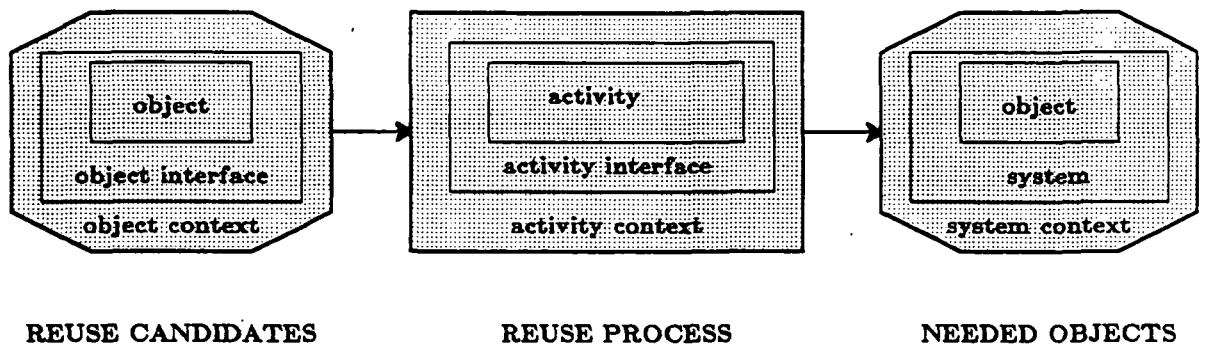 object
object interface
object context
activity
activity interface
activity context
object
system
system context
REUSE CANDIDATES
REUSE PROCESS
NEEDED OBJECTS